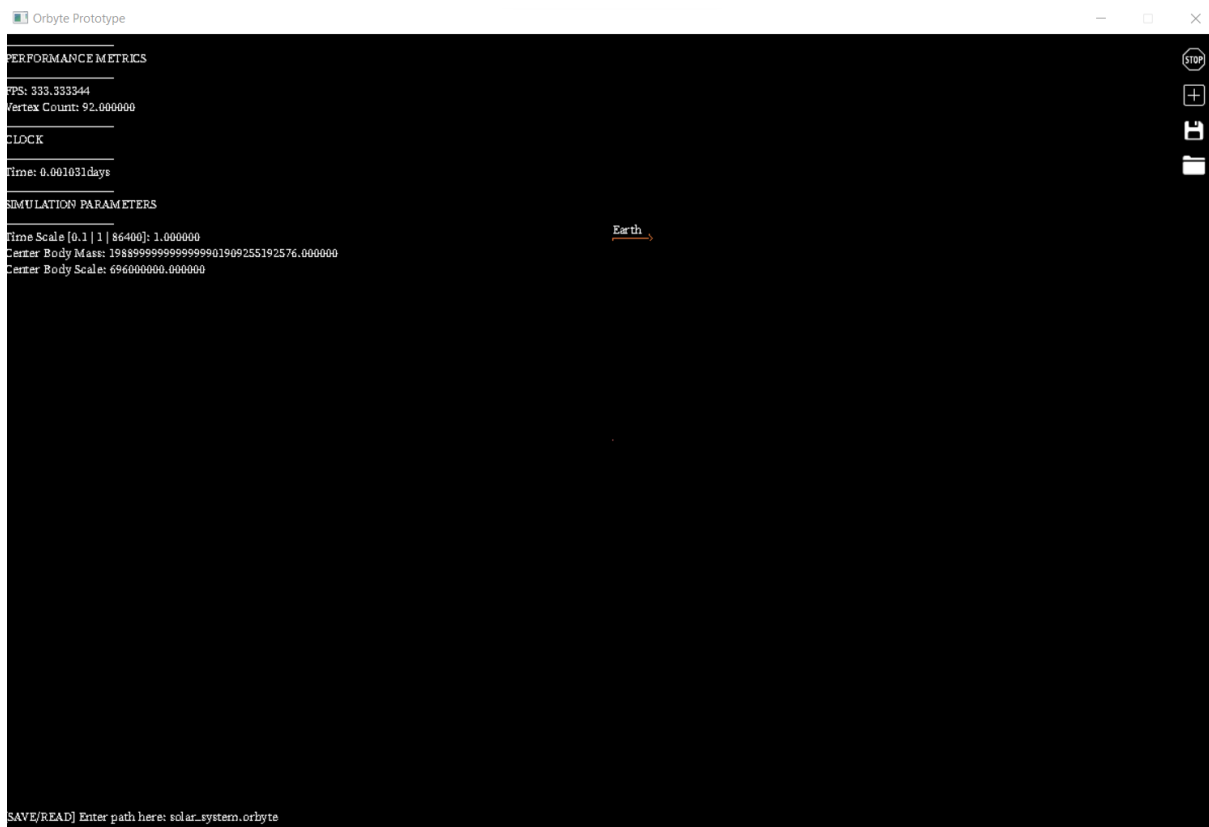 Orbyte Prototype
PERFORMANCE METRICS
FPS: 333.333344
Vertex Count: 92.000000
CLOCK
Time: 0.001031days
SIMULATION PARAMETERS
Time Scale [0.1 | 1 | 86400]: 1.000000
Center Body Mass: 1988999999999999901909255192576.000000
Center Body Scale: 696000000.000000
STOP
Earth
[SAVE/READ] Enter path here: solar_system.orbyte